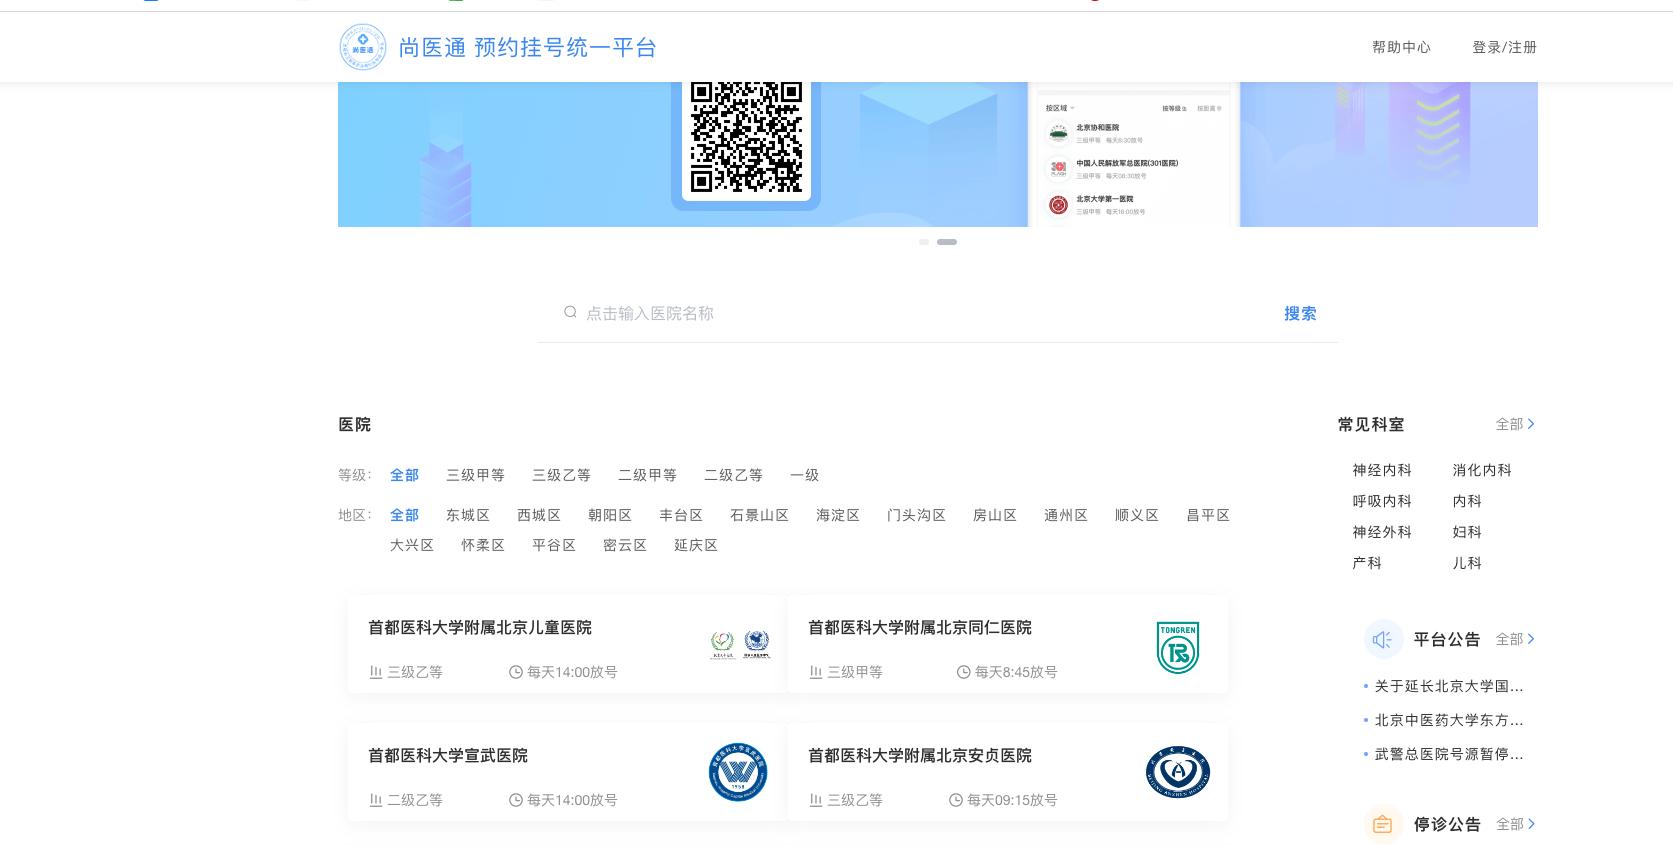 尚医通 预约挂号统一平台
帮助中心
登录/注册
尚医通
按区域
按等级
按距离
北京协和医院
三级甲等 每天8:30放号
中国人民解放军总医院(301医院)
三级甲等 每天08:30放号
北京大学第一医院
三级甲等 每天16:00放号
点击输入医院名称
搜索
医院
等级:
全部 三级甲等 三级乙等 二级甲等 二级乙等 一级
地区:
全部 东城区 西城区 朝阳区 丰台区 石景山区 海淀区 门头沟区 房山区 通州区 顺义区 昌平区
大兴区 怀柔区 平谷区 密云区 延庆区
首都医科大学附属北京儿童医院
三级乙等 每天14:00放号
首都医科大学附属北京同仁医院
三级甲等 每天8:45放号
TONGREN
首都医科大学宣武医院
二级乙等 每天14:00放号
1958
首都医科大学附属北京安贞医院
三级乙等 每天09:15放号
常见科室
全部
神经内科 消化内科
呼吸内科 内科
神经外科 妇科
产科 儿科
平台公告
全部
关于延长北京大学国...
北京中医药大学东方...
武警总医院号源暂停...
停诊公告
全部